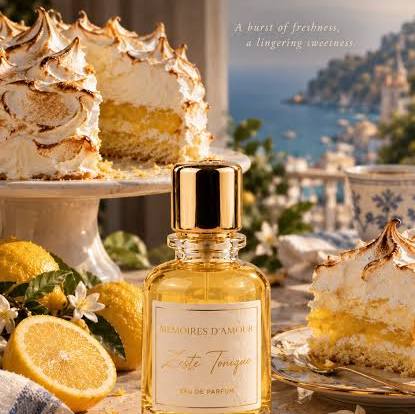 A burst of freshness,
a lingering sweetness.
MEMOIRES D'AMOUR
Zeste Tonique
EAU DE PARFUM